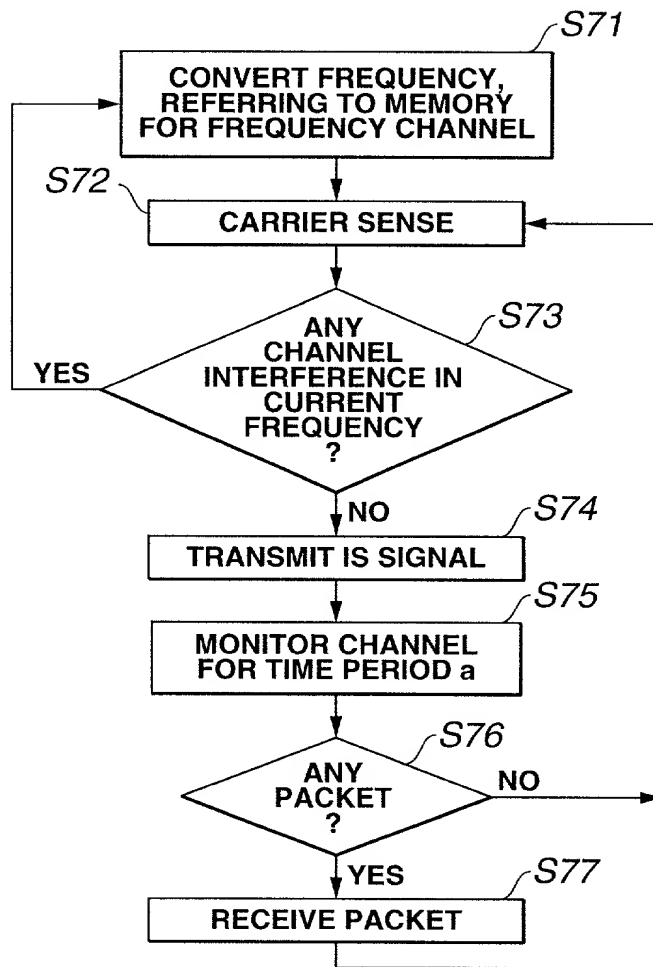 S71
CONVERT FREQUENCY,
REFERRING TO MEMORY
FOR FREQUENCY CHANNEL
S72
CARRIER SENSE
S73
ANY
CHANNEL
INTERFERENCE IN
CURRENT
FREQUENCY
?
YES
NO
S74
TRANSMIT IS SIGNAL
S75
MONITOR CHANNEL
FOR TIME PERIOD a
S76
ANY
PACKET
?
NO
YES
S77
RECEIVE PACKET